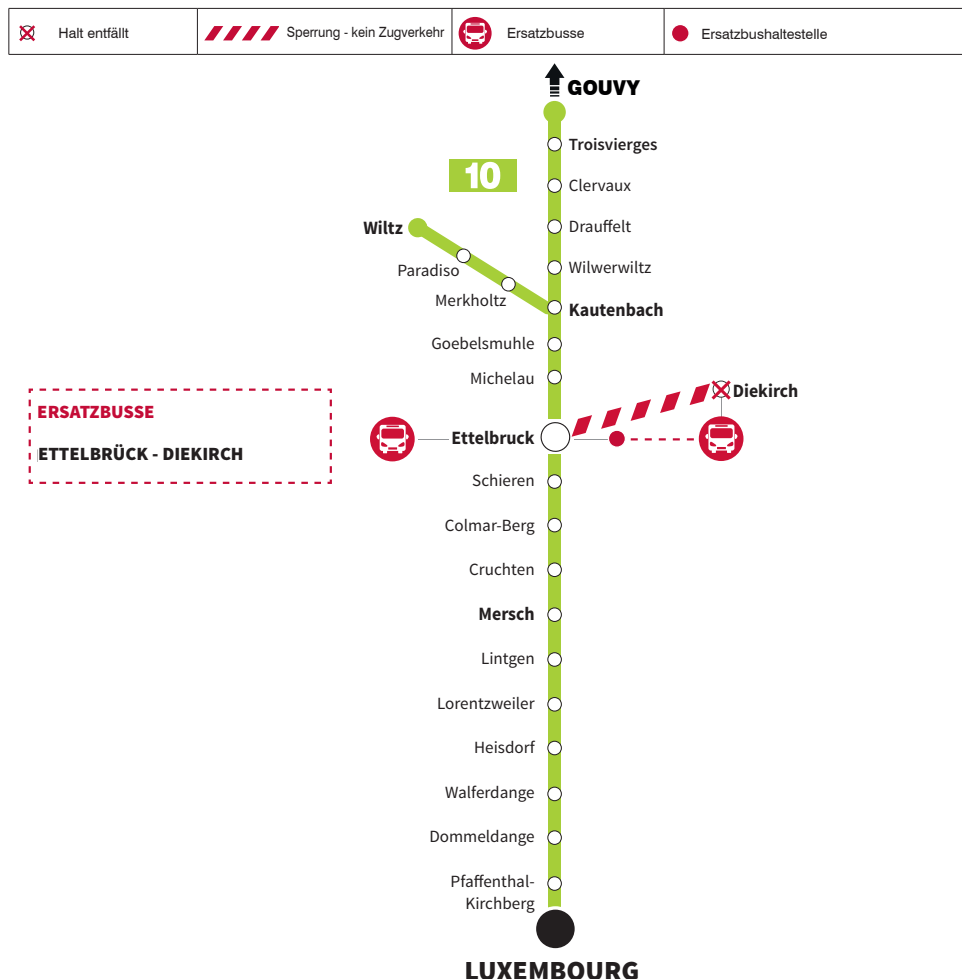 Halt entfällt
Sperrung - kein Zugverkehr
Ersatzbusse
Ersatzbushaltestelle
GOUVY
Troisvierges
10
Clervaux
Wiltz
Drauffelt
Paradiso
Wilwerwiltz
Merkholtz
Kautenbach
Goebelsmuhle
Michelau
Diekirch
ERSATZBUSSE
Ettelbruck
ETTELBRÜCK - DIEKIRCH
Schieren
Colmar-Berg
Cruchten
Mersch
Lintgen
Lorentzweiler
Heisdorf
Walferdange
Dommeldange
Pfaffenthal-
Kirchberg
LUXEMBOURG